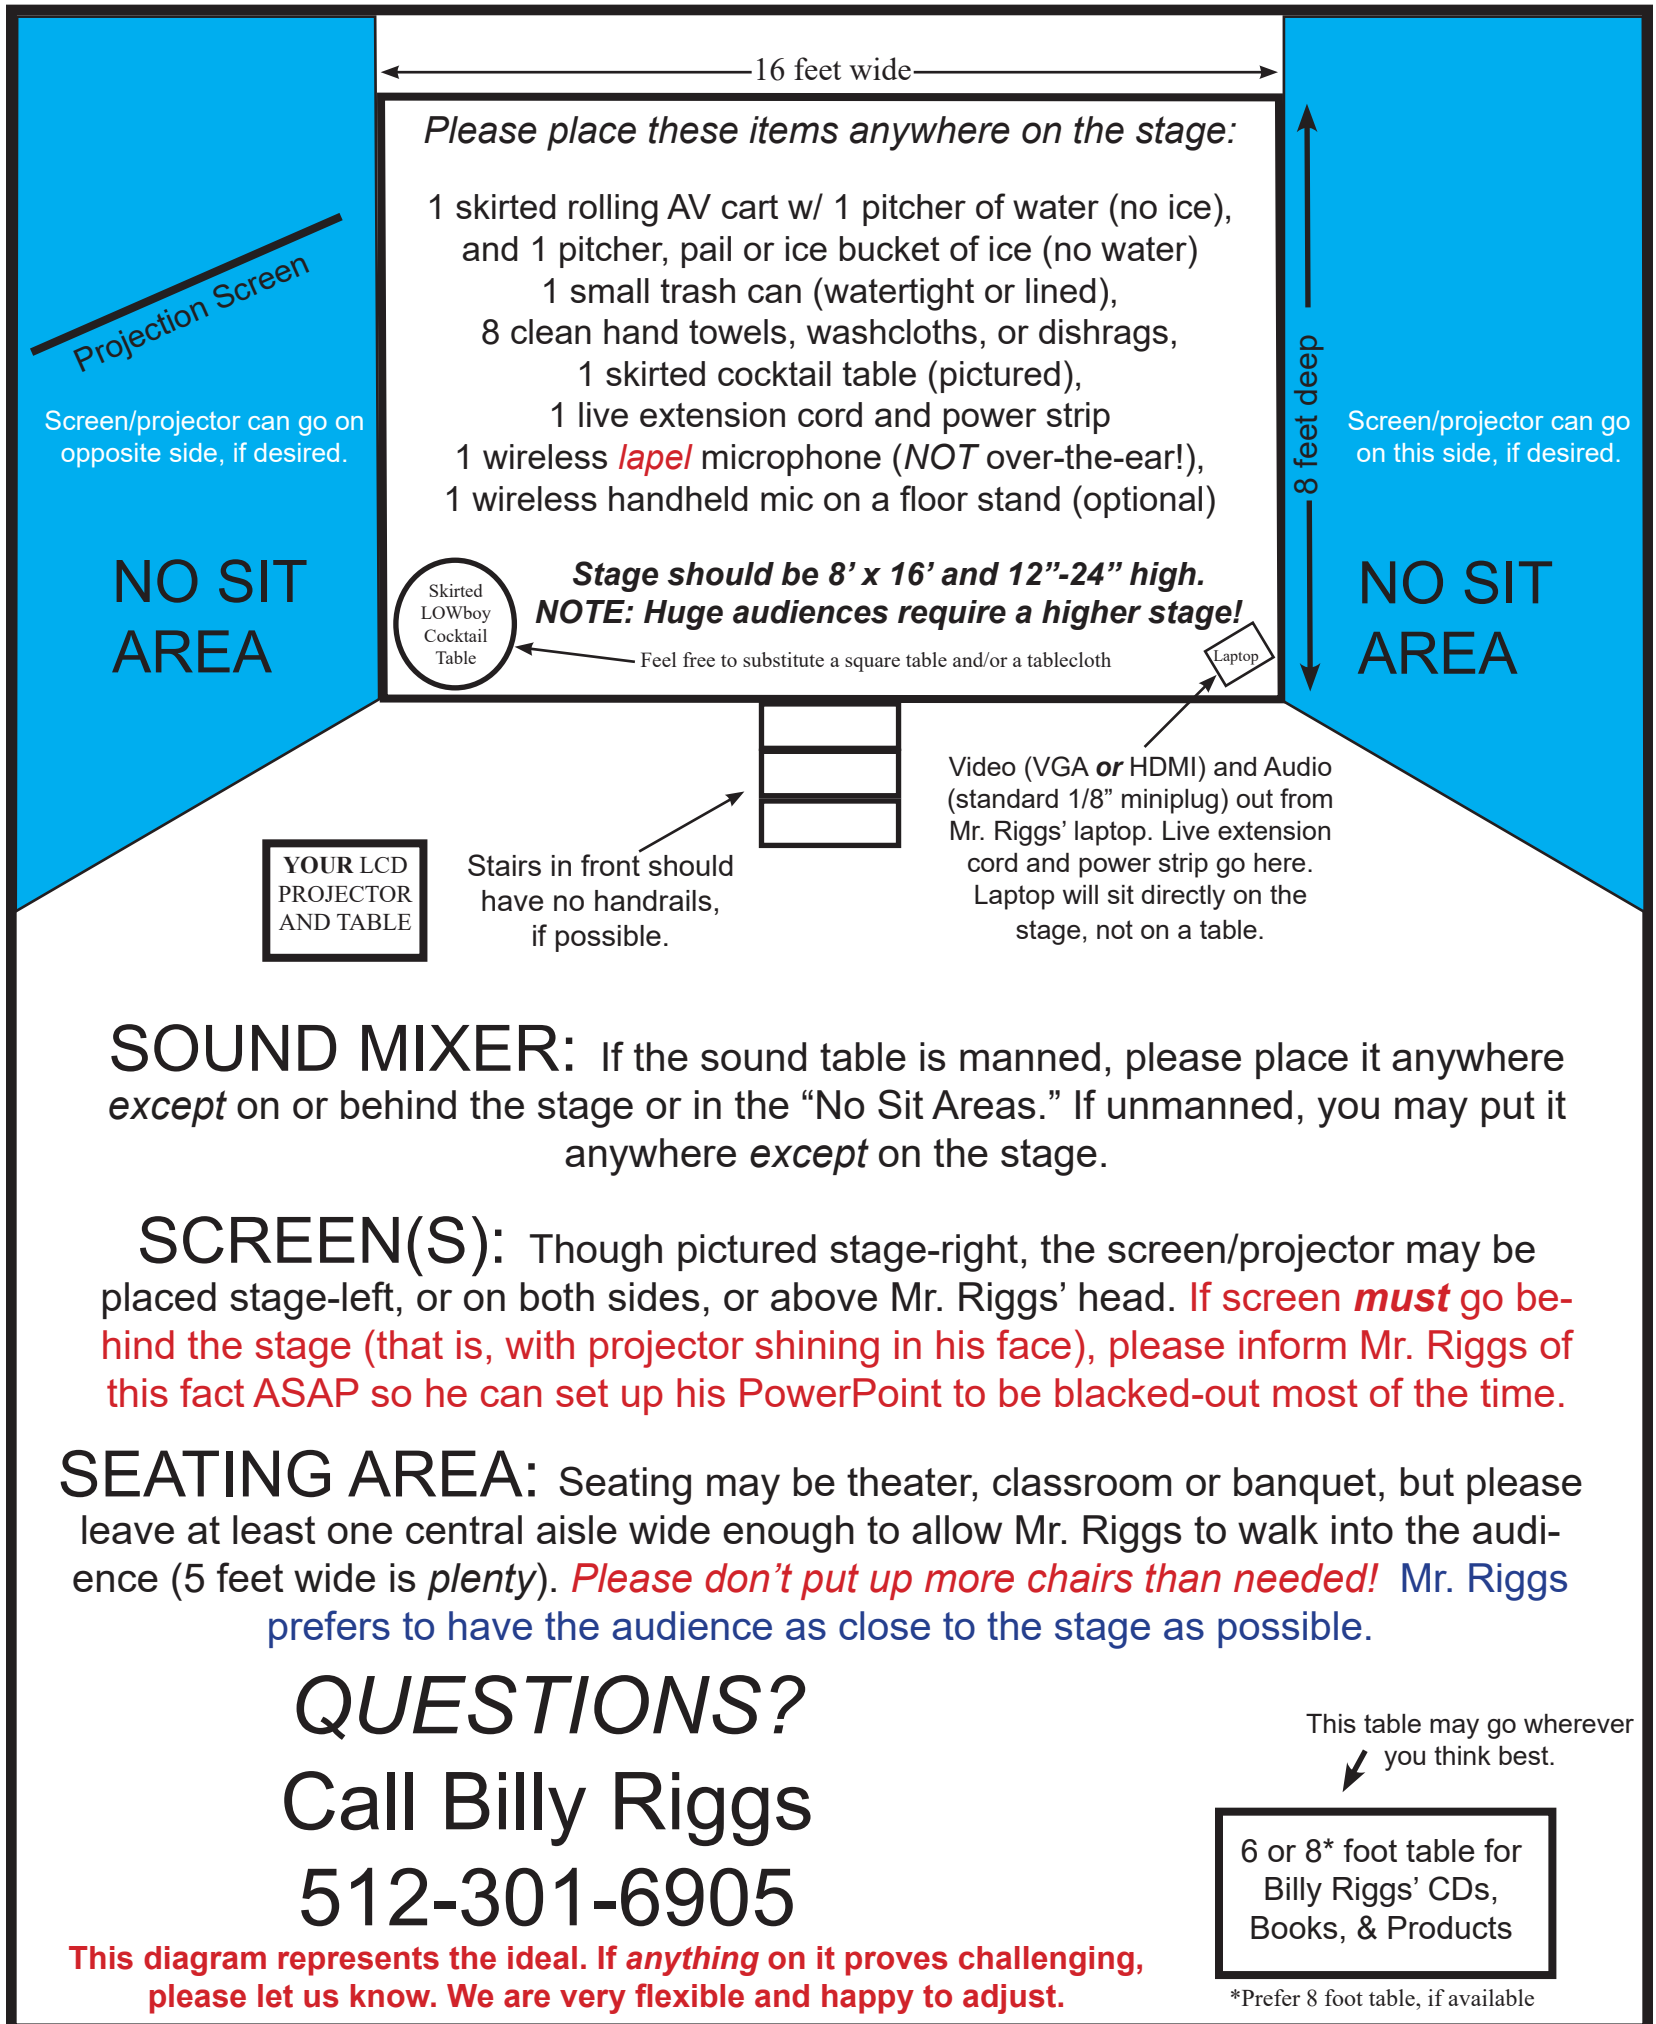 16 feet wide
Please place these items anywhere on the stage:
1 skirted rolling AV cart w/ 1 pitcher of water (no ice),
and 1 pitcher, pail or ice bucket of ice (no water)
1 small trash can (watertight or lined),
8 clean hand towels, washcloths, or dishrags,
1 skirted cocktail table (pictured),
1 live extension cord and power strip
1 wireless lapel microphone (NOT over-the-ear!),
1 wireless handheld mic on a floor stand (optional)
Stage should be 8’ x 16’ and 12”-24” high.
NOTE: Huge audiences require a higher stage!
Skirted
LOWboy
Cocktail
Table
Feel free to substitute a square table and/or a tablecloth
Laptop
8 feet deep
Projection Screen
Screen/projector can go on
opposite side, if desired.
NO SIT
AREA
Screen/projector can go
on this side, if desired.
NO SIT
AREA
YOUR LCD
PROJECTOR
AND TABLE
Stairs in front should
have no handrails,
if possible.
Video (VGA or HDMI) and Audio
(standard 1/8” miniplug) out from
Mr. Riggs’ laptop. Live extension
cord and power strip go here.
Laptop will sit directly on the
stage, not on a table.
SOUND MIXER: If the sound table is manned, please place it anywhere
except on or behind the stage or in the “No Sit Areas.” If unmanned, you may put it
anywhere except on the stage.
SCREEN(S): Though pictured stage-right, the screen/projector may be
placed stage-left, or on both sides, or above Mr. Riggs’ head. If screen must go be-
hind the stage (that is, with projector shining in his face), please inform Mr. Riggs of
this fact ASAP so he can set up his PowerPoint to be blacked-out most of the time.
SEATING AREA: Seating may be theater, classroom or banquet, but please
leave at least one central aisle wide enough to allow Mr. Riggs to walk into the audi-
ence (5 feet wide is plenty). Please don’t put up more chairs than needed! Mr. Riggs
prefers to have the audience as close to the stage as possible.
QUESTIONS?
Call Billy Riggs
512-301-6905
This diagram represents the ideal. If anything on it proves challenging,
please let us know. We are very flexible and happy to adjust.
This table may go wherever
you think best.
6 or 8* foot table for
Billy Riggs’ CDs,
Books, & Products
*Prefer 8 foot table, if available